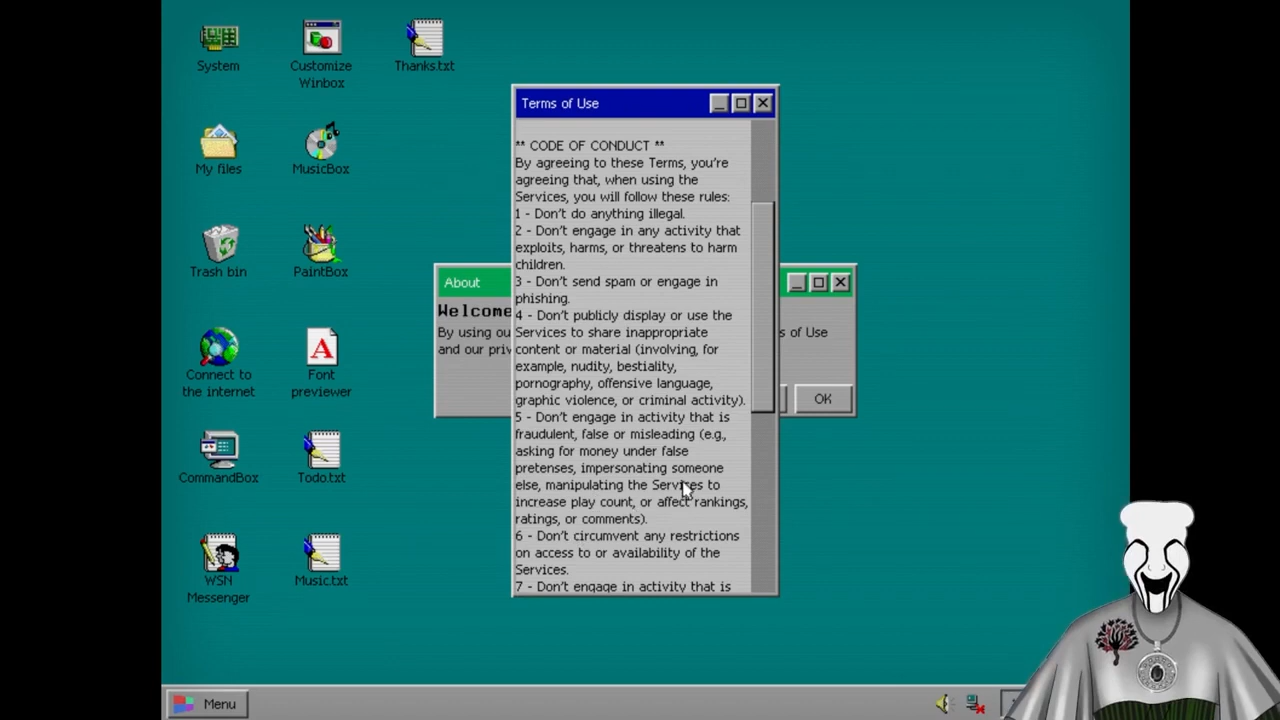 System
Customize
Winbox
Thanks.txt
My files
MusicBox
Trash bin
PaintBox
Connect to
the internet
Font
previewer
CommandBox
Todo.txt
WSN
Messenger
Music.txt
Terms of Use
** CODE OF CONDUCT **
By agreeing to these Terms, you're
agreeing that, when using the
Services, you will follow these rules:
1 - Don't do anything illegal.
2 - Don't engage in any activity that
exploits, harms, or threatens to harm
children.
3 - Don't send spam or engage in
phishing.
4 - Don't publicly display or use the
Services to share inappropriate
content or material (involving, for
example, nudity, bestiality,
pornography, offensive language,
graphic violence, or criminal activity).
5 - Don't engage in activity that is
fraudulent, false or misleading (e.g.,
asking for money under false
pretenses, impersonating someone
else, manipulating the Services to
increase play count, or affect rankings,
ratings, or comments).
6 - Don't circumvent any restrictions
on access to or availability of the
Services.
7 - Don't engage in activity that is
About
Welcome
By using ou s of Use
and our priv
OK
A
Menu